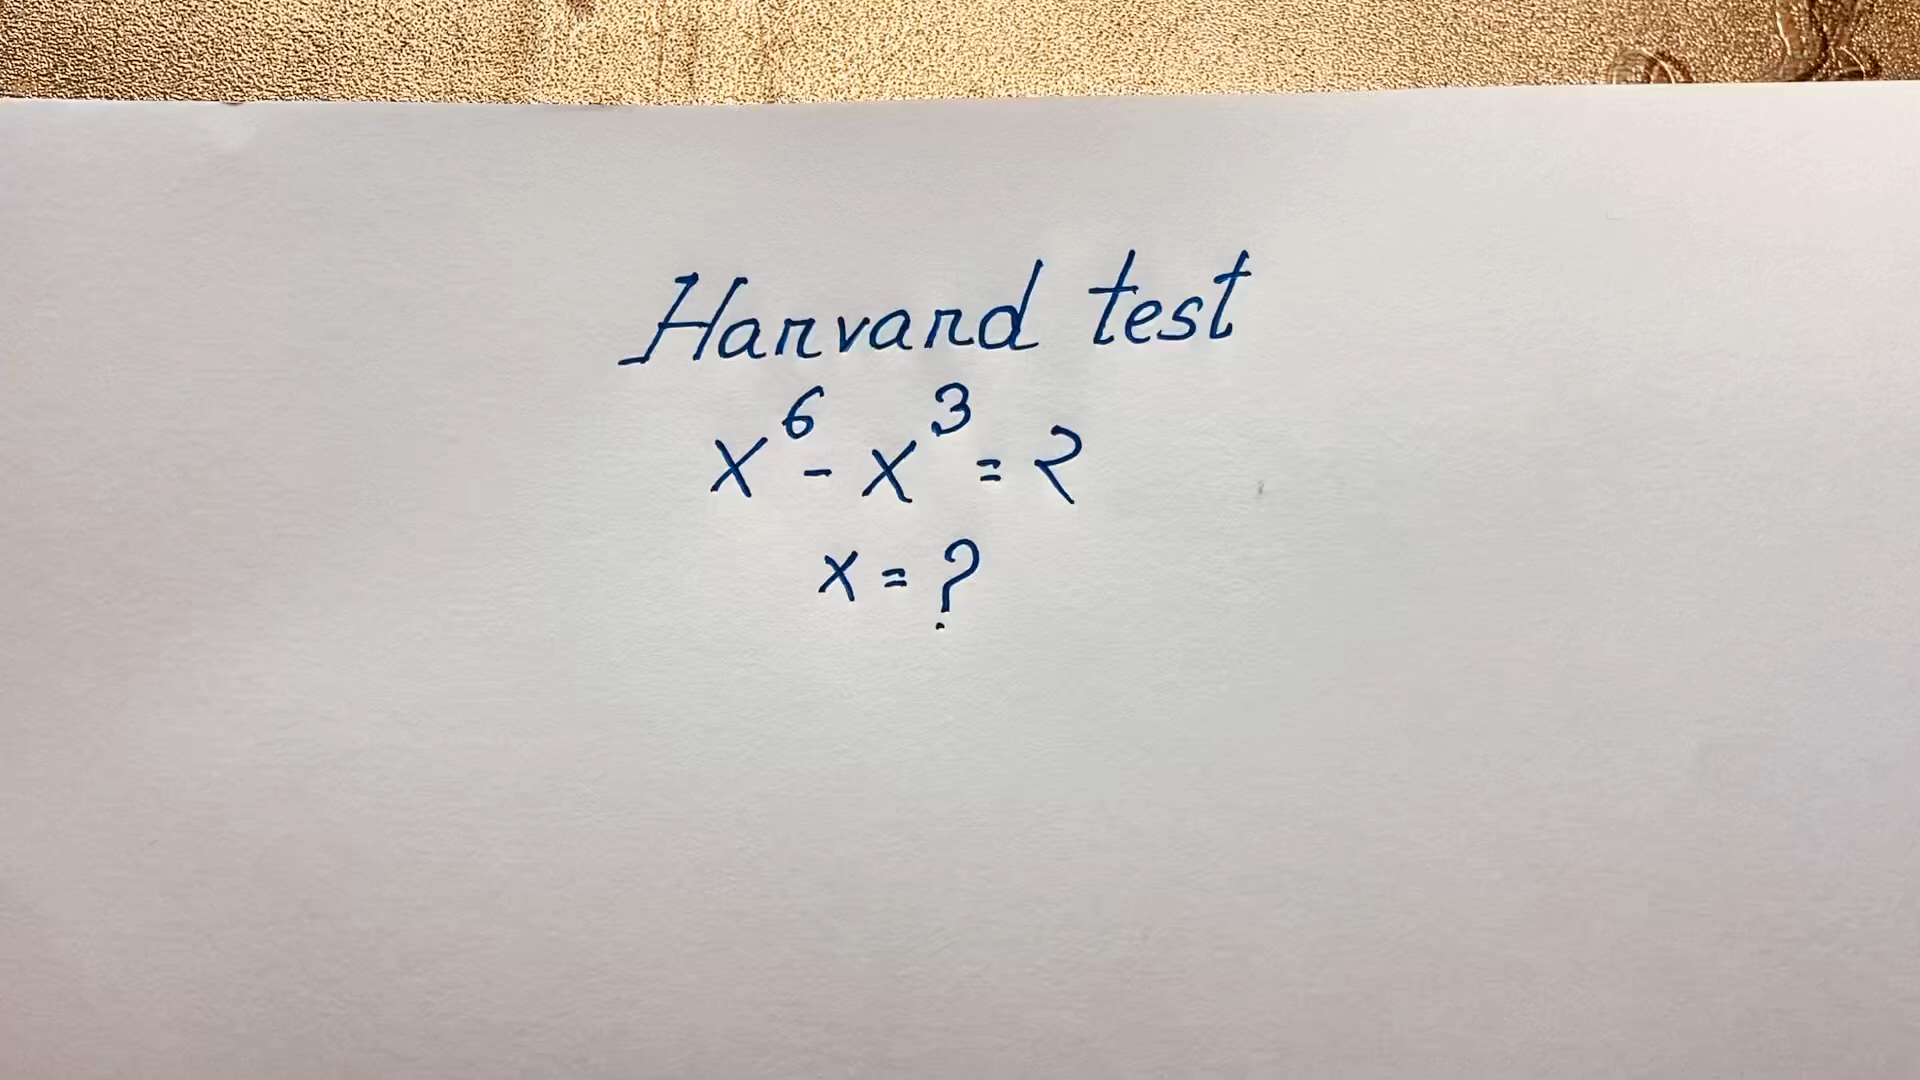 Harvard test
x⁶ - x³ = 2
x = ?